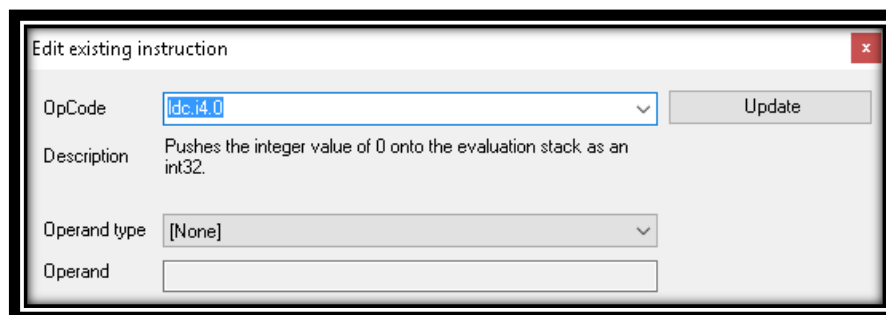 Edit existing instruction
x
OpCode
ldc.i4.0
Update
Description
Pushes the integer value of 0 onto the evaluation stack as an
int32.
Operand type
[None]
Operand